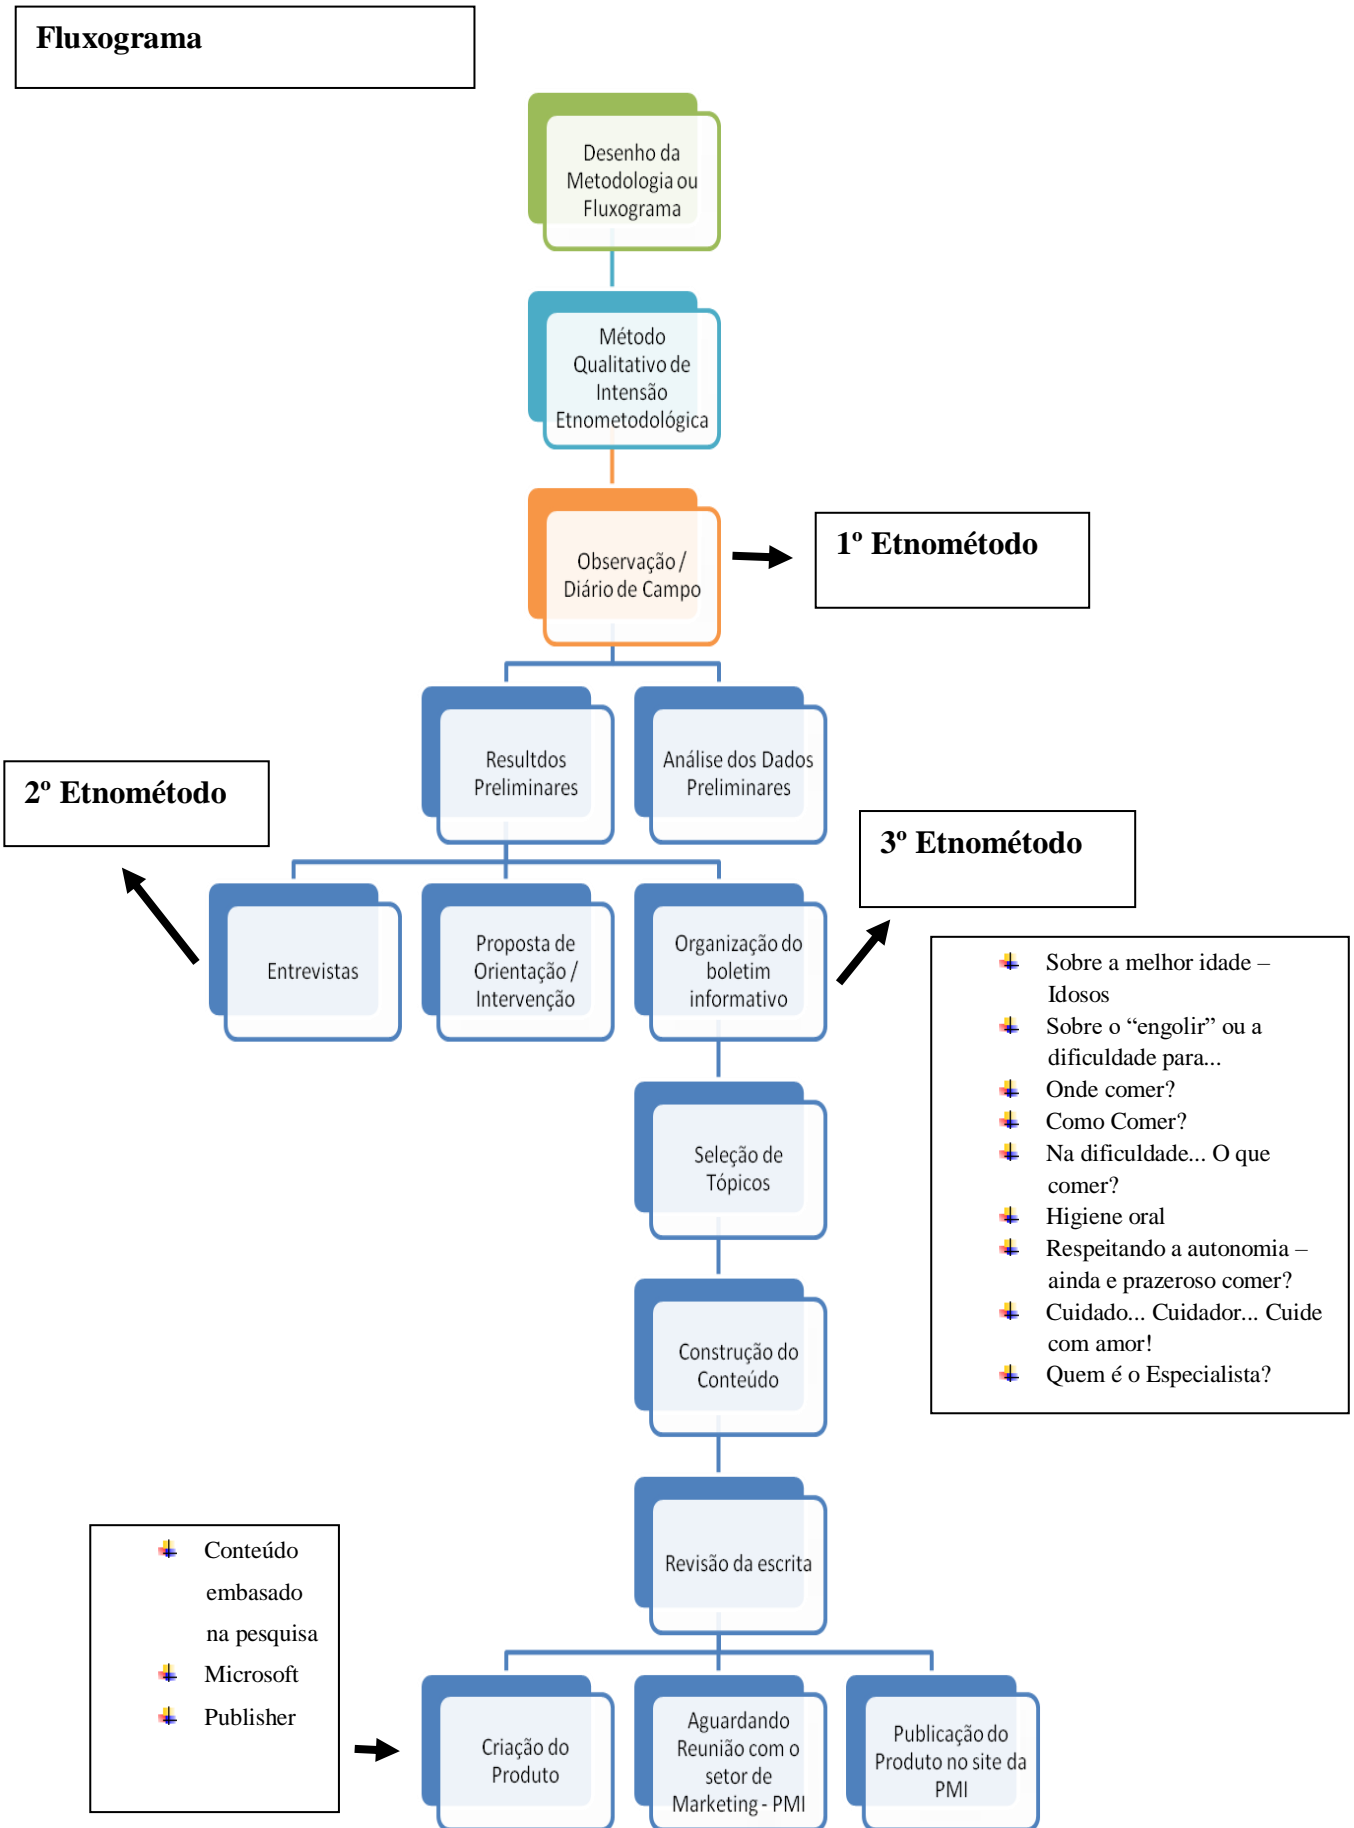 Fluxograma
Desenho da
Metodologia ou
Fluxograma
Método
Qualitativo de
Intensão
Etnometodológica
Observação /
Diário de Campo
1º Etnométodo
Resultdos
Preliminares
Análise dos Dados
Preliminares
2º Etnométodo
3º Etnométodo
Entrevistas
Proposta de
Orientação /
Intervenção
Organização do
boletim
informativo
Sobre a melhor idade –
Idosos
Sobre o “engolir” ou a
dificuldade para...
Onde comer?
Como Comer?
Na dificuldade... O que
comer?
Higiene oral
Respeitando a autonomia –
ainda e prazeroso comer?
Cuidado... Cuidador... Cuide
com amor!
Quem é o Especialista?
Seleção de
Tópicos
Construção do
Conteúdo
Revisão da escrita
Conteúdo
embasado
na pesquisa
Microsoft
Publisher
Criação do
Produto
Aguardando
Reunião com o
setor de
Marketing - PMI
Publicação do
Produto no site da
PMI